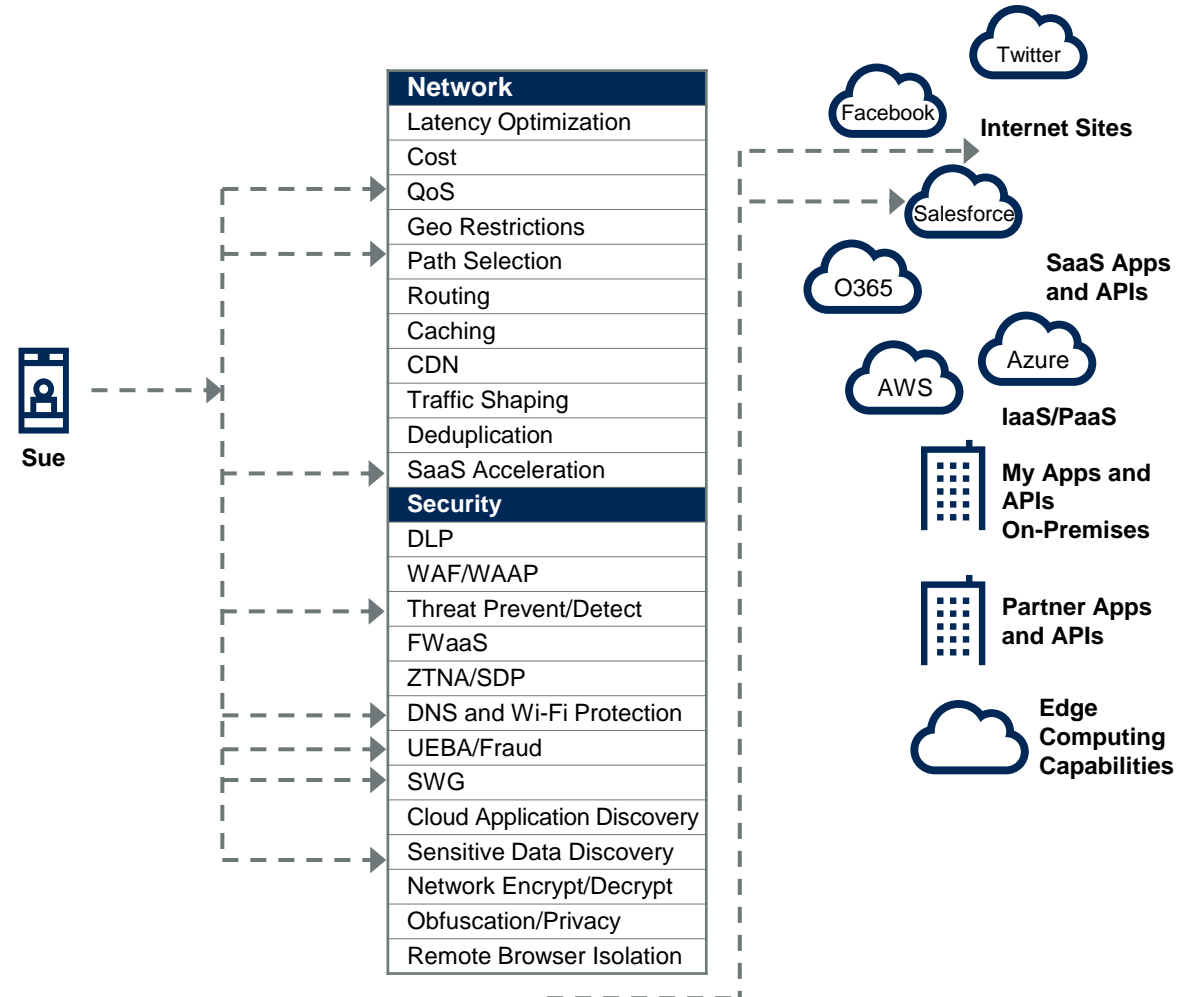 Sue
Network
Latency Optimization
Cost
QoS
Geo Restrictions
Path Selection
Routing
Caching
CDN
Traffic Shaping
Deduplication
SaaS Acceleration
Security
DLP
WAF/WAAP
Threat Prevent/Detect
FWaaS
ZTNA/SDP
DNS and Wi-Fi Protection
UEBA/Fraud
SWG
Cloud Application Discovery
Sensitive Data Discovery
Network Encrypt/Decrypt
Obfuscation/Privacy
Remote Browser Isolation
Twitter
Facebook
Internet Sites
Salesforce
SaaS Apps
and APIs
O365
Azure
AWS
IaaS/PaaS
My Apps and
APIs
On-Premises
Partner Apps
and APIs
Edge
Computing
Capabilities